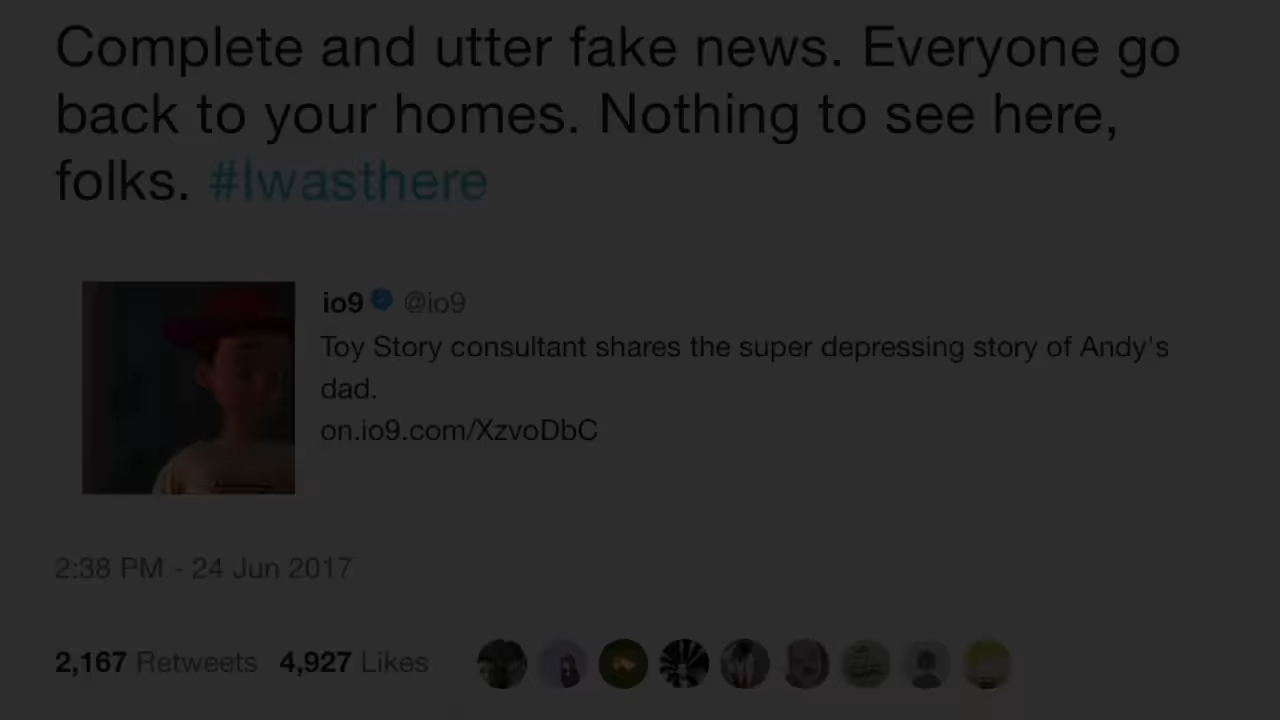 Complete and utter fake news. Everyone go
back to your homes. Nothing to see here,
folks. #Iwasthere
io9 @io9
Toy Story consultant shares the super depressing story of Andy's
dad.
on.io9.com/XzvoDbC
2:38 PM - 24 Jun 2017
2,167 Retweets 4,927 Likes